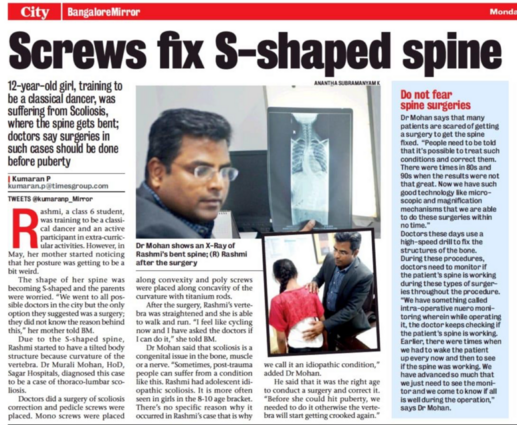 City
BangaloreMirror
Monda
Screws fix S-shaped spine
12-year-old girl, training to
be a classical dancer, was
suffering from Scoliosis,
where the spine gets bent;
doctors say surgeries in
such cases should be done
before puberty
Kumaran P
kumaran.p@timesgroup.com
TWEETS @kumaranp_Mirror
Rashmi, a class 6 student,
was training to be a classi-
cal dancer and an active
participant in extra-curric-
ular activities. However, in
May, her mother started noticing
that her posture was getting to be a
bit weird.
The shape of her spine was
becoming S-shaped and the parents
were worried. "We went to all pos-
sible doctors in the city but the only
option they suggested was a surgery;
they did not know the reason behind
this," her mother told BM.
Due to the S-shaped spine,
Rashmi started to have a tilted body
structure because curvature of the
vertebra. Dr Murali Mohan, HoD,
Sagar Hospitals, diagnosed this case
to be a case of thoraco-lumbar sco-
liosis.
Doctors did a surgery of scoliosis
correction and pedicle screws were
placed. Mono screws were placed
ANANTHA SUBRAMANYAM K
Dr Mohan shows an X-Ray of
Rashmi's bent spine; (R) Rashmi
after the surgery
along convexity and poly screws
were placed along concavity of the
curvature with titanium rods.
After the surgery, Rashmi's verte-
bra was straightened and she is able
to walk and run. "I feel like cycling
now and I have asked the doctors if
I can do it," she told BM.
Dr Mohan said that scoliosis is a
congenital issue in the bone, muscle
or a nerve. "Sometimes, post-trauma
people can suffer from a condition
like this. Rashmi had adolescent idi-
opathic scoliosis. It is more often
seen in girls in the 8-10 age bracket.
There's no specific reason why it
occurred in Rashmi's case that is why
we call it an idiopathic condition,"
added Dr Mohan.
He said that it was the right age
to conduct a surgery and correct it.
"Before she could hit puberty, we
needed to do it otherwise the verte-
bra will start getting crooked again."
Do not fear
spine surgeries
Dr Mohan says that many
patients are scared of getting
a surgery to get the spine
fixed. "People need to be told
that it's possible to treat such
conditions and correct them.
There were times in 80s and
90s when the results were not
that great. Now we have such
good technology like micro-
scopic and magnification
mechanisms that we are able
to do these surgeries within
no time."
Doctors these days use a
high-speed drill to fix the
structures of the bone.
During these procedures,
doctors need to monitor if
the patient's spine is working
during these types of surger-
ies throughout the procedure.
"We have something called
intra-operative nuero moni-
toring wherein while operating
it, the doctor keeps checking if
the patient's spine is working.
Earlier, there were times when
we had to wake the patient
up every now and then to see
if the spine was working. We
have advanced so much that
we just need to see the moni-
tor and we come to know if all
is well during the operation,"
says Dr Mohan.